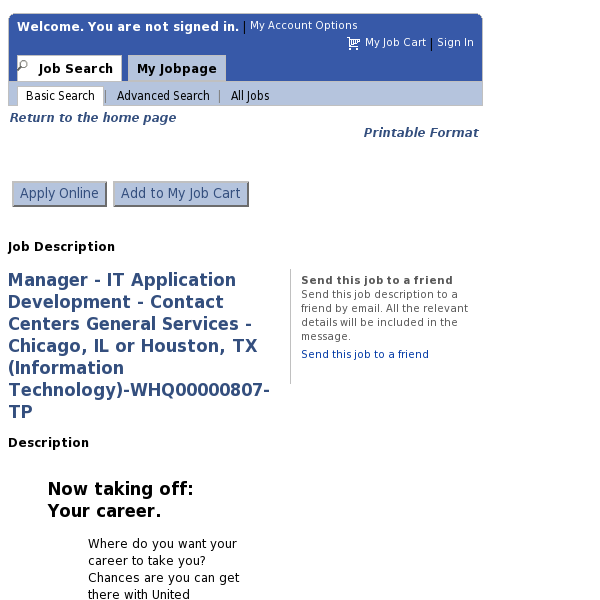 Welcome. You are not signed in. | My Account Options
My Job Cart | Sign In
Job Search
My Jobpage
Basic Search | Advanced Search | All Jobs
Return to the home page
Printable Format
Apply Online
Add to My Job Cart
Job Description
Manager - IT Application
Development - Contact
Centers General Services -
Chicago, IL or Houston, TX
(Information
Technology)-WHQ00000807-
TP
Send this job to a friend
Send this job description to a
friend by email. All the relevant
details will be included in the
message.
Send this job to a friend
Description
Now taking off:
Your career.
Where do you want your
career to take you?
Chances are you can get
there with United